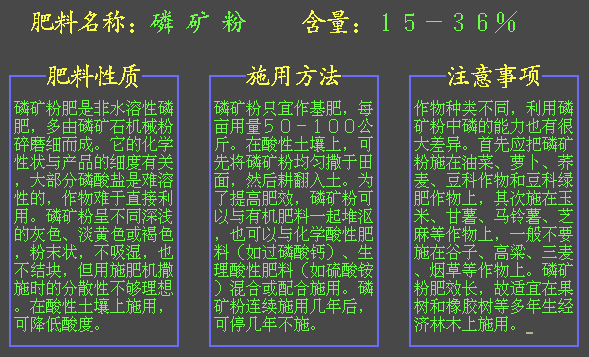 肥料名称：磷矿粉　含量：１５－３６％
肥料性质
磷矿粉肥是非水溶性磷
肥，多由磷矿石机械粉
碎磨细而成。它的化学
性状与产品的细度有关
，大部分磷酸盐是难溶
性的，作物难于直接利
用。磷矿粉呈不同深浅
的灰色、淡黄色或褐色
，粉末状，不吸湿，也
不结块，但用施肥机撒
施时的分散性不够理想
。在酸性土壤上施用，
可降低酸度。
施用方法
磷矿粉只宜作基肥，每
亩用量５０－１００公
斤。在酸性土壤上，可
先将磷矿粉均匀撒于田
面，然后耕翻入土。为
了提高肥效，磷矿粉可
以与有机肥料一起堆沤
，也可以与化学酸性肥
料（如过磷酸钙）、生
理酸性肥料（如硫酸铵
）混合或配合施用。磷
矿粉连续施用几年后，
可停几年不施。
注意事项
作物种类不同，利用磷
矿粉中磷的能力也有很
大差异。首先应把磷矿
粉施在油菜、萝卜、荞
麦、豆科作物和豆科绿
肥作物上，其次施在玉
米、甘薯、马铃薯、芝
麻等作物上，一般不要
施在谷子、高粱、三麦
、烟草等作物上。磷矿
粉肥效长，故适宜在果
树和橡胶树等多年生经
济林木上施用。_